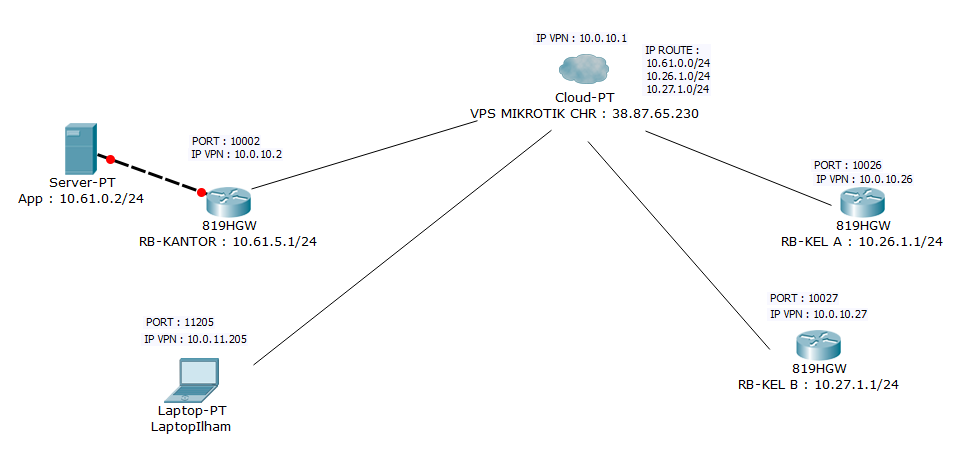 IP VPN : 10.0.10.1
IP ROUTE :
10.61.0.0/24
10.26.1.0/24
10.27.1.0/24
Cloud-PT
VPS MIKROTIK CHR : 38.87.65.230
PORT : 10002
IP VPN : 10.0.10.2
Server-PT
App : 10.61.0.2/24
819HGW
RB-KANTOR : 10.61.5.1/24
PORT : 10026
IP VPN : 10.0.10.26
819HGW
RB-KEL A : 10.26.1.1/24
PORT : 10027
IP VPN : 10.0.10.27
819HGW
RB-KEL B : 10.27.1.1/24
PORT : 11205
IP VPN : 10.0.11.205
Laptop-PT
LaptopIlham